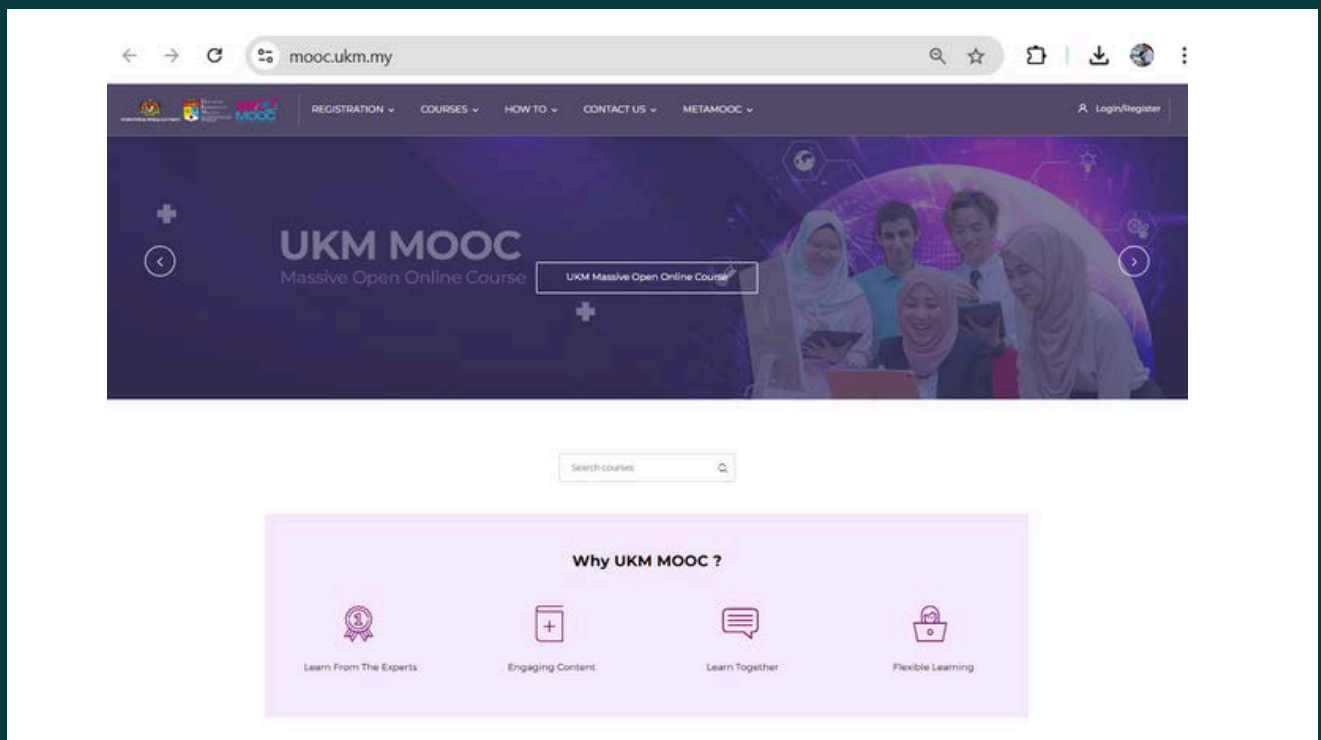 mooc.ukm.my
MOOC
REGISTRATION COURSES HOW TO CONTACT US METAMOOC Login/Register
UKM MOOC
Massive Open Online Course
UKM Massive Open Online Course
Search courses
Why UKM MOOC ?
Learn From The Experts Engaging Content Learn Together Flexible Learning